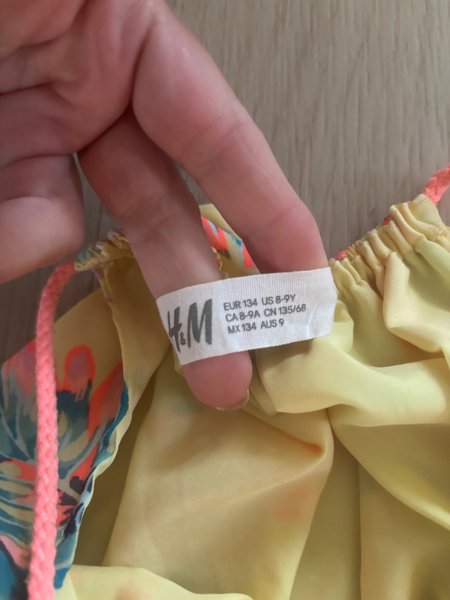 H&M
EUR 134 US 8-9Y
CA 8-9A CN 135/68
MX 134 AUS 9